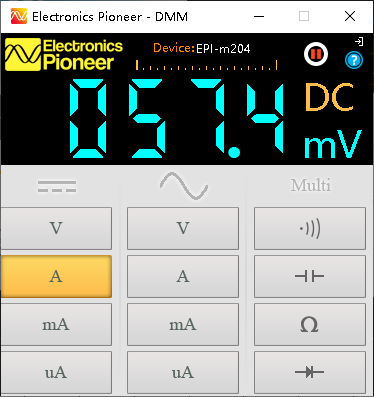 Electronics Pioneer - DMM
Electronics
Pioneer
Device:EPI-m204
?
057.4
DC
mV
Multi
V
V
A
A
mA
mA
Ω
uA
uA